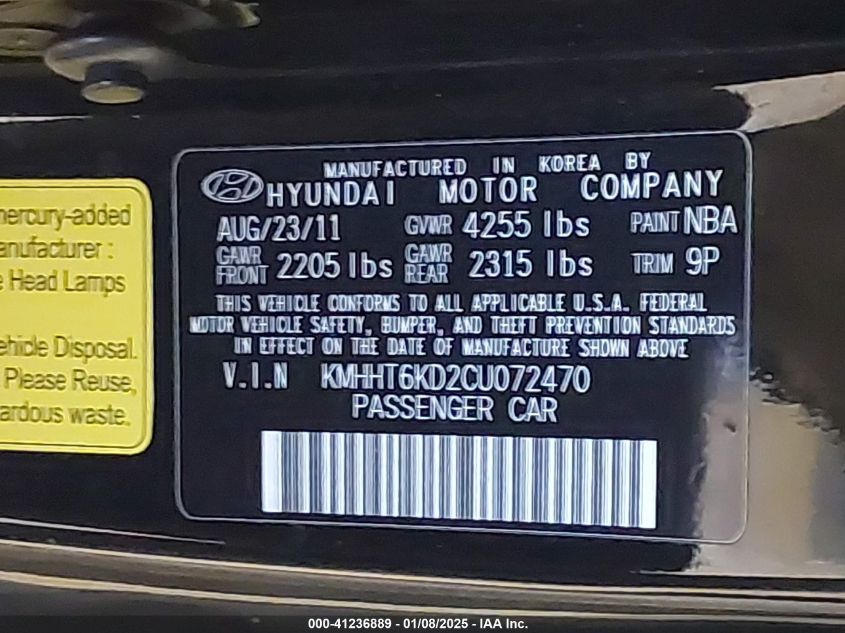 mercury-added
anufacturer :
e Head Lamps
ehicle Disposal.
Please Reuse,
ardous waste.
MANUFACTURED IN KOREA BY
HYUNDAI MOTOR COMPANY
AUG/23/11 GVWR 4255 lbs PAINT NBA
GAWR FRONT 2205 lbs GAWR REAR 2315 lbs TRIM 9P
THIS VEHICLE CONFORMS TO ALL APPLICABLE U.S.A. FEDERAL
MOTOR VEHICLE SAFETY, BUMPER, AND THEFT PREVENTION STANDARDS
IN EFFECT ON THE DATE OF MANUFACTURE SHOWN ABOVE
V.I.N KMHHT6KD2CU072470
PASSENGER CAR
000-41236889 | 01/08/2025 - IAA Inc.